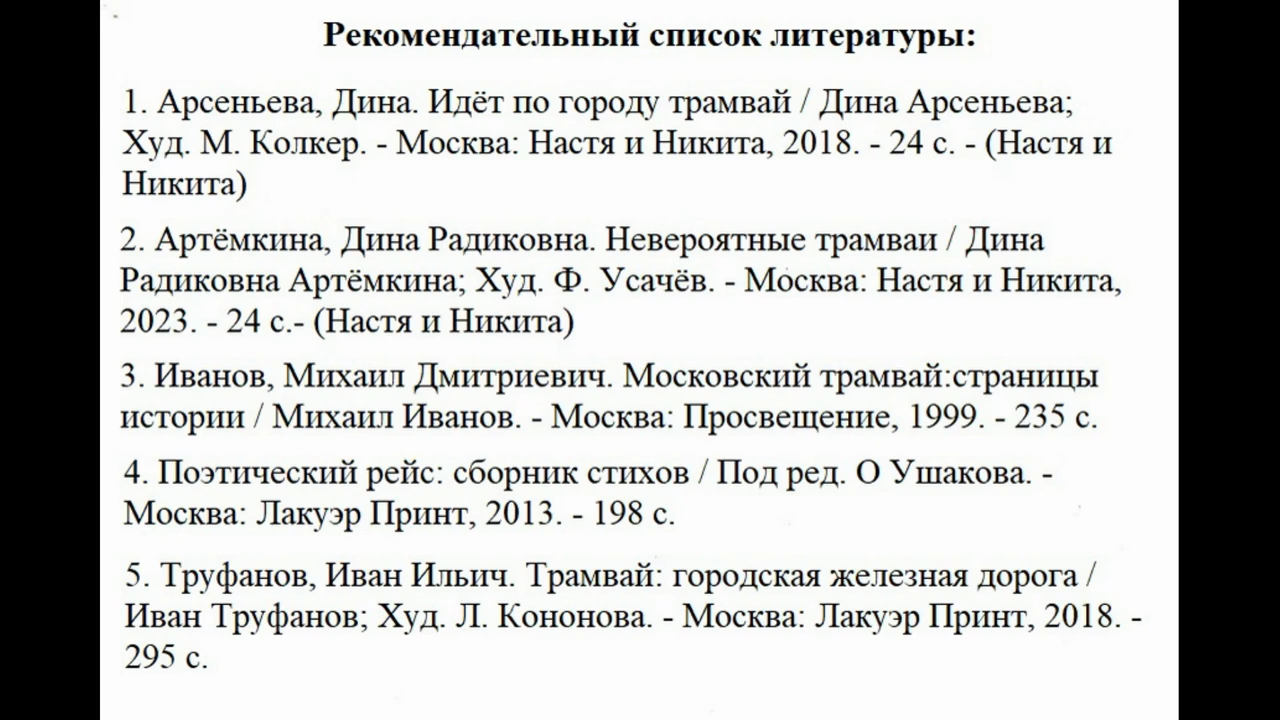 Рекомендательный список литературы:
1. Арсеньева, Дина. Идёт по городу трамвай / Дина Арсеньева;
Худ. М. Колкер. - Москва: Настя и Никита, 2018. - 24 с. - (Настя и
Никита)
2. Артёмкина, Дина Радиковна. Невероятные трамваи / Дина
Радиковна Артёмкина; Худ. Ф. Усачёв. - Москва: Настя и Никита,
2023. - 24 с.- (Настя и Никита)
3. Иванов, Михаил Дмитриевич. Московский трамвай:страницы
истории / Михаил Иванов. - Москва: Просвещение, 1999. - 235 с.
4. Поэтический рейс: сборник стихов / Под ред. О Ушакова. -
Москва: Лакуэр Принт, 2013. - 198 с.
5. Труфанов, Иван Ильич. Трамвай: городская железная дорога /
Иван Труфанов; Худ. Л. Кононова. - Москва: Лакуэр Принт, 2018. -
295 с.